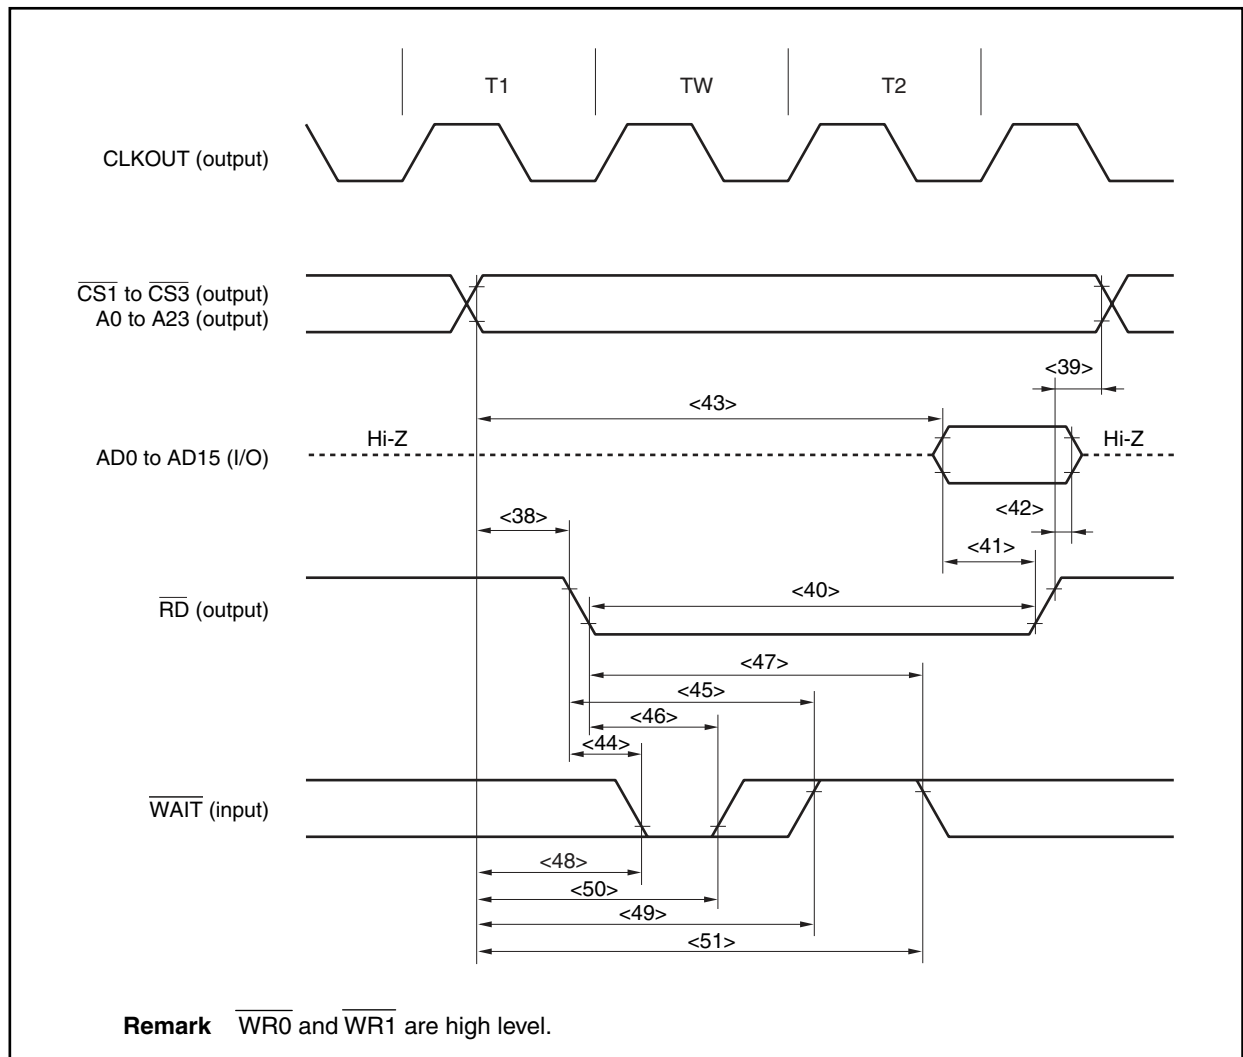 T1 TW T2
CLKOUT (output)
CS1 to CS3 (output)
A0 to A23 (output)
<39>
<43>
Hi-Z Hi-Z
AD0 to AD15 (I/O)
<42>
<38>
<41>
<40>
RD (output)
<47>
<45>
<46>
<44>
WAIT (input)
<48>
<50>
<49>
<51>
Remark WR0 and WR1 are high level.